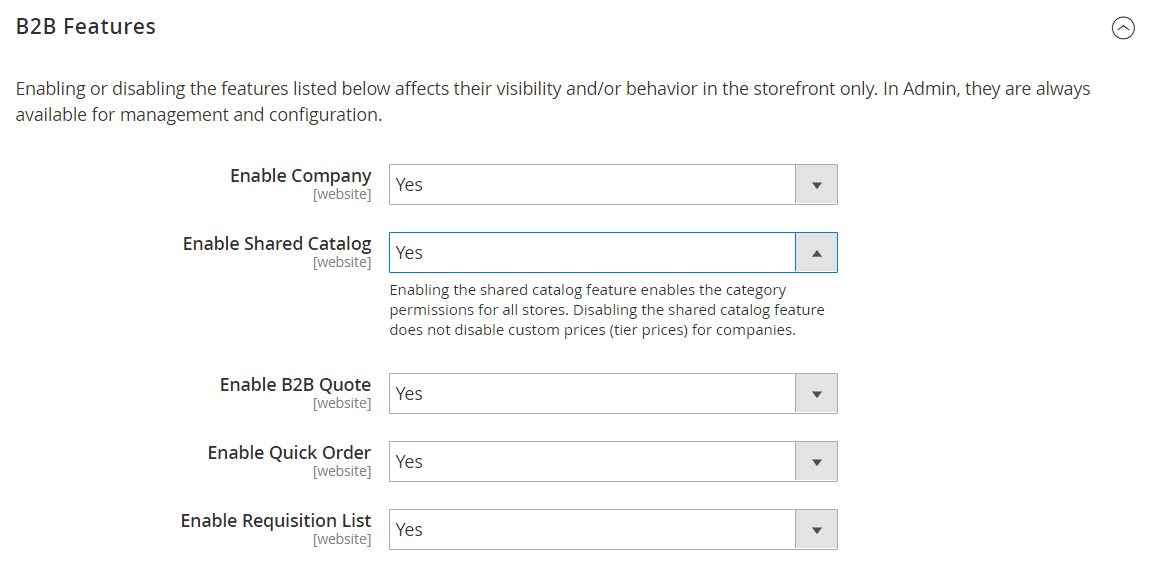 B2B Features
Enabling or disabling the features listed below affects their visibility and/or behavior in the storefront only. In Admin, they are always
available for management and configuration.
Enable Company
[website]
Yes
Enable Shared Catalog
[website]
Yes
Enabling the shared catalog feature enables the category
permissions for all stores. Disabling the shared catalog feature
does not disable custom prices (tier prices) for companies.
Enable B2B Quote
[website]
Yes
Enable Quick Order
[website]
Yes
Enable Requisition List
[website]
Yes